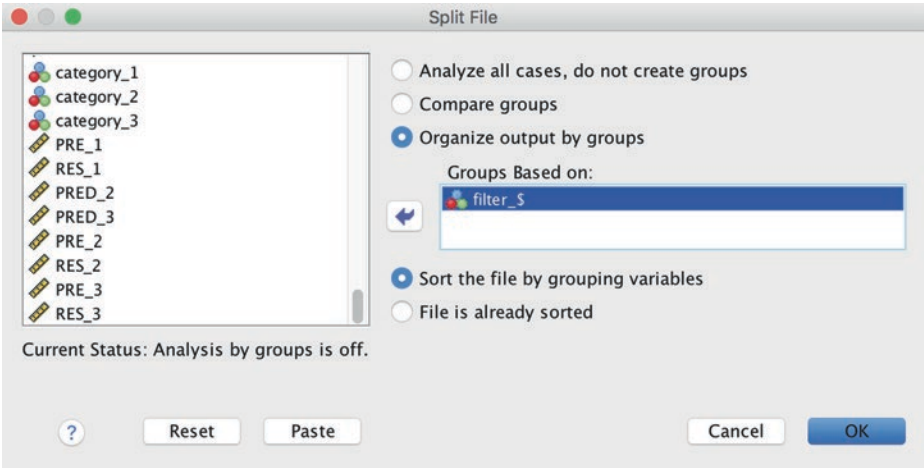 Split File
category_1
category_2
category_3
PRE_1
RES_1
PRED_2
PRED_3
PRE_2
RES_2
PRE_3
RES_3
Current Status: Analysis by groups is off.
Analyze all cases, do not create groups
Compare groups
Organize output by groups
Groups Based on:
filter_$
Sort the file by grouping variables
File is already sorted
?
Reset
Paste
Cancel
OK